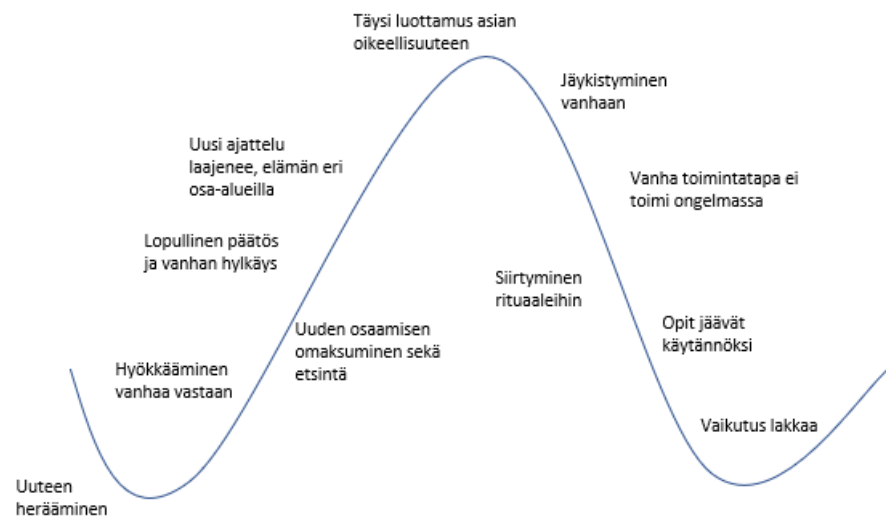 Täysi luottamus asian
oikeellisuuteen
Jäykistyminen
vanhaan
Uusi ajattelu
laajenee, elämän eri
osa-alueilla
Vanha toimintatapa ei
toimi ongelmassa
Lopullinen päätös
ja vanhan hylkäys
Siirtyminen
rituaaleihin
Uuden osaamisen
omaksuminen sekä
etsintä
Opit jäävät
käytännöksi
Hyökkääminen
vanhaa vastaan
Vaikutus lakkaa
Uuteen
herääminen